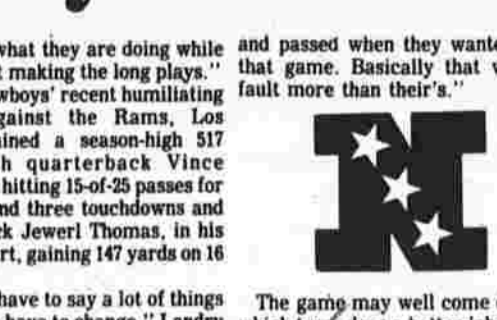 what they are doing while
making the long plays."
wboys' recent humiliating
gainst the Rams, Los
ined a season-high 517
h quarterback Vince
hitting 15-of-25 passes for
nd three touchdowns and
ck Jewerl Thomas, in his
rt, gaining 147 yards on 16
have to say a lot of things
have to change," Landry
and passed when they wante
that game. Basically that
fault more than their's."
N
The game may well come